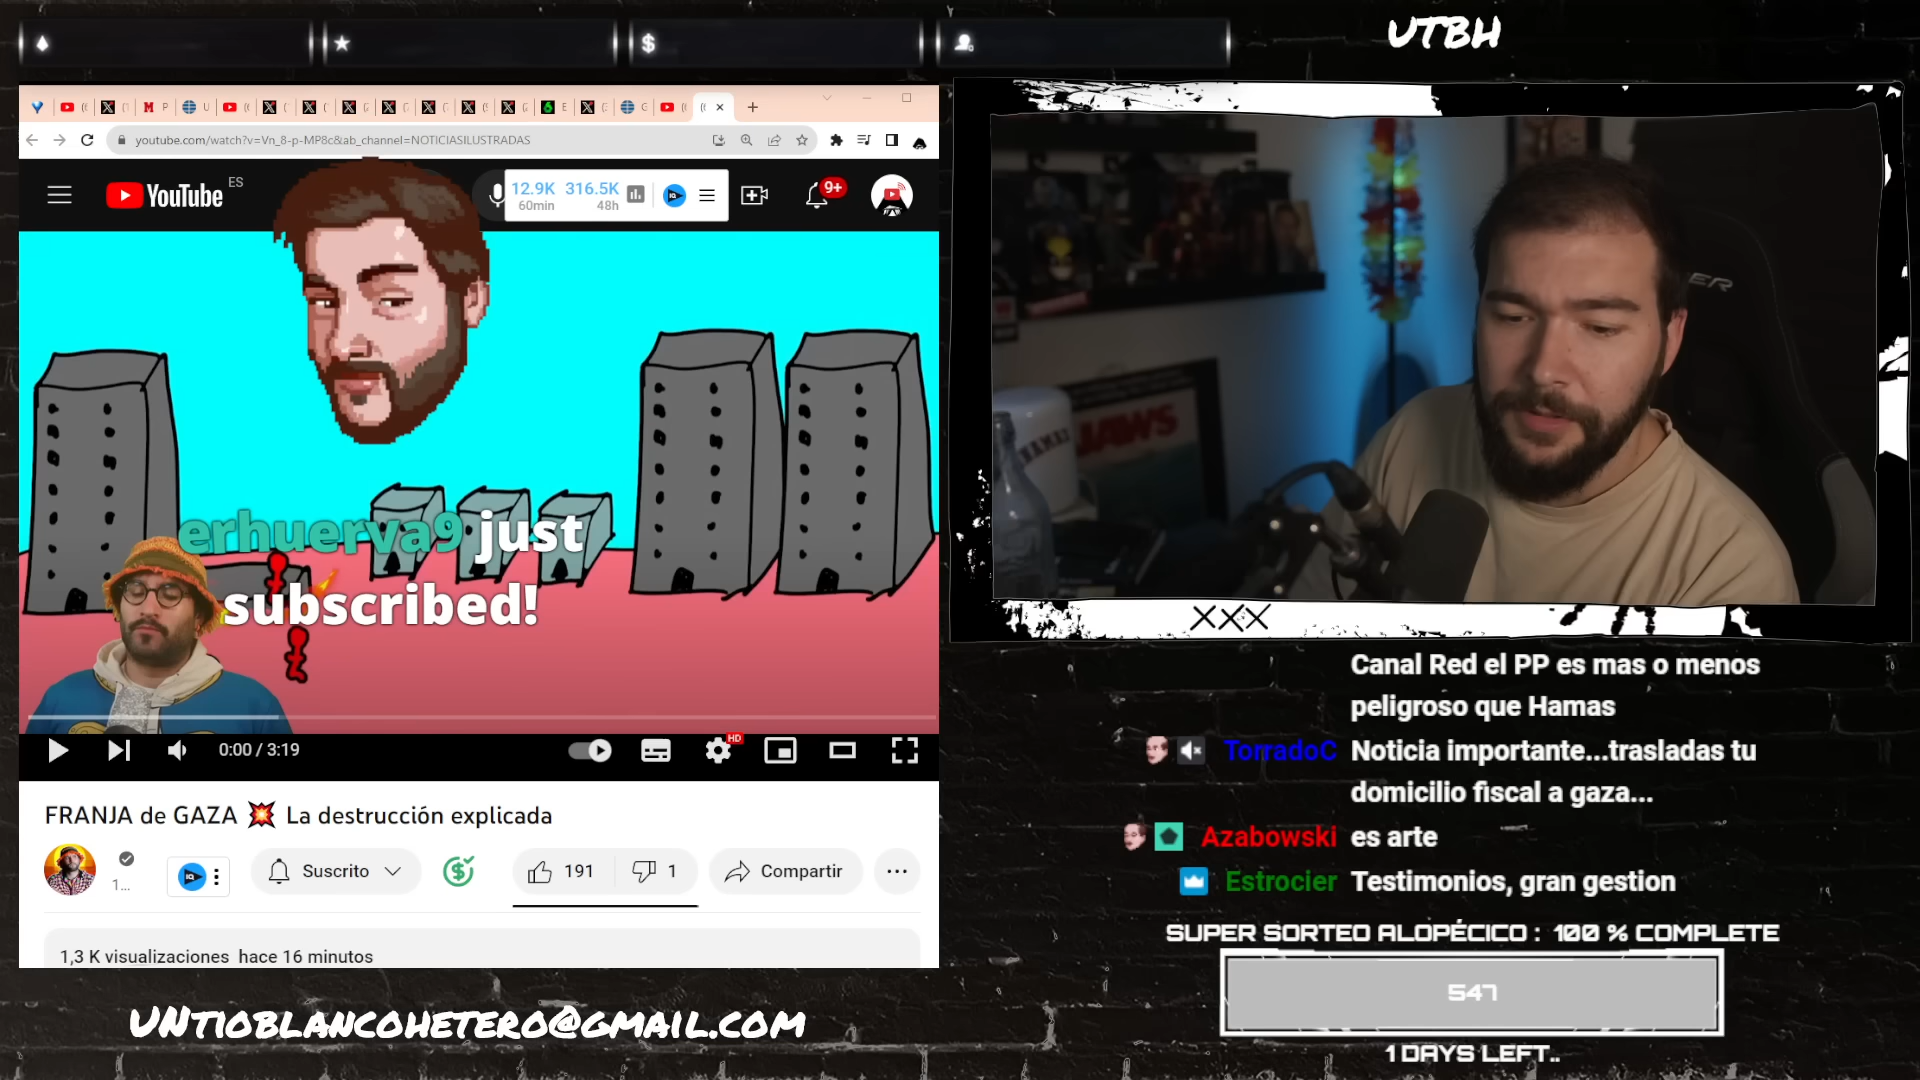 UTBH
youtube.com/watch?v=Vn_8-p-MP8c&ab_channel=NOTICIASILUSTRADAS
YouTube ES
12.9K 316.5K
60min 48h
9+
erhuerva9 just
subscribed!
0:00 / 3:19
HD
FRANJA de GAZA 💥 La destrucción explicada
1...
Suscrito
191
1
Compartir
1,3 K visualizaciones hace 16 minutos
UNTIOBLANCOHETERO@GMAIL.COM
JAWS
XXX
Canal Red el PP es mas o menos
peligroso que Hamas
TorradoC Noticia importante...trasladas tu
domicilio fiscal a gaza...
Azabowski es arte
Estrocier Testimonios, gran gestion
SUPER SORTEO ALOPÉCICO : 100 % COMPLETE
547
1 DAYS LEFT..